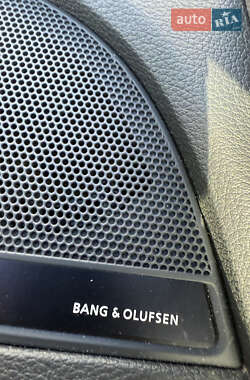 auto RIA
BANG & OLUFSEN